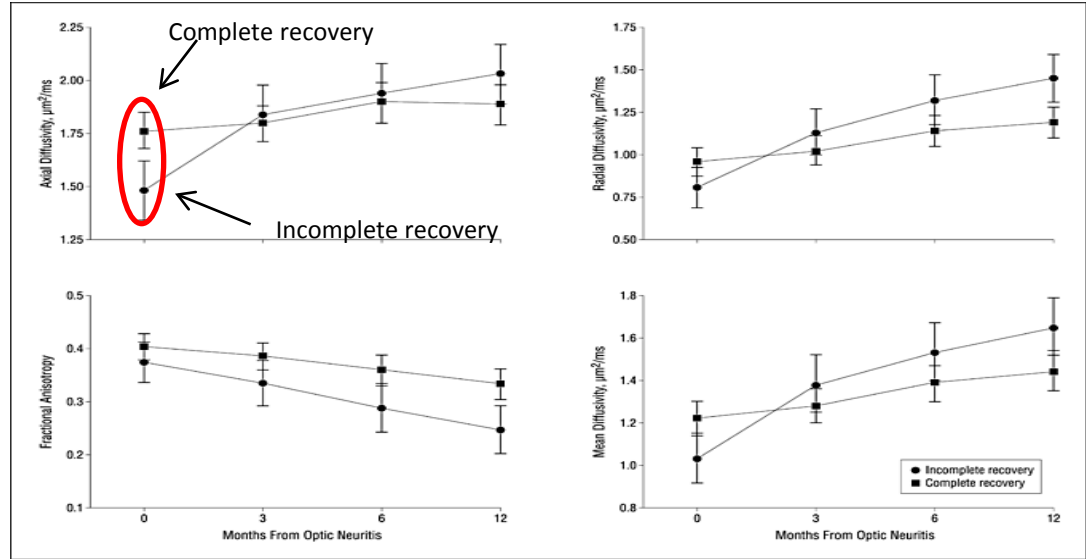 Complete recovery
Incomplete recovery
Axial Diffusivity, μm²/ms
2.25
2.00
1.75
1.50
1.25
Radial Diffusivity, μm²/ms
1.50
1.25
1.00
0.75
0.50
Fractional Anisotropy
0.5
0.4
0.3
0.2
0.1
0 3 6 12
Months From Optic Neuritis
Mean Diffusivity, μm²/ms
1.8
1.6
1.4
1.2
1.0
0.8
Incomplete recovery
Complete recovery
0 3 6 12
Months From Optic Neuritis